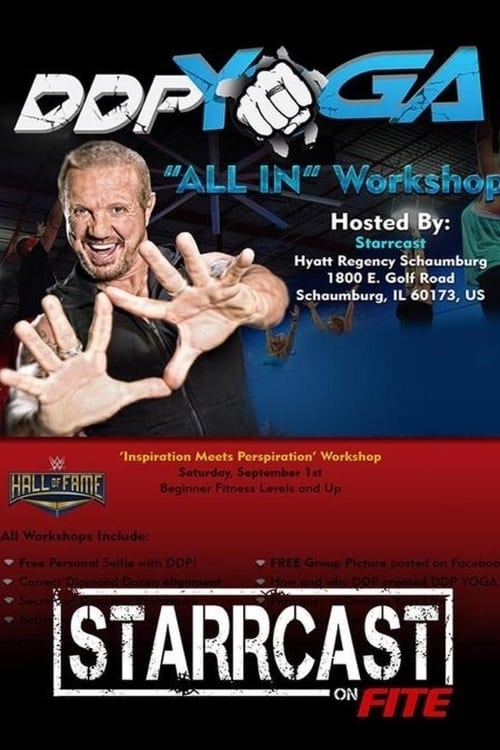 DDPYOGA
"ALL IN" Workshop
Hosted By:
Starrcast
Hyatt Regency Schaumburg
1800 E. Golf Road
Schaumburg, IL 60173, US
'Inspiration Meets Perspiration' Workshop
Saturday, September 1st
Beginner Fitness Levels and Up
W
HALL OF FAME
All Workshops Include:
Free Personal Selfie with DDP!
FREE Group Picture posted on Faceboo
Correct Diamond Dozen alignment
How and why DDP created DDP YOGA
STARRCAST
ON FITE